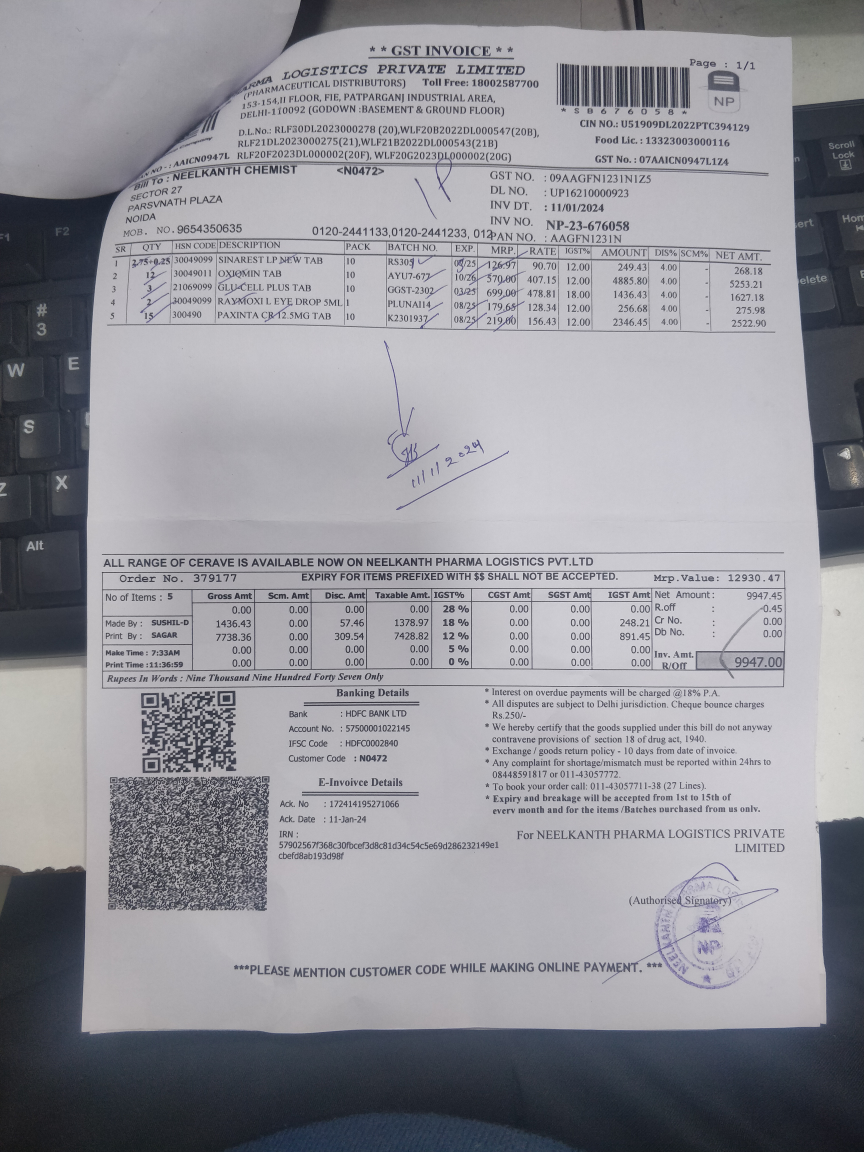 * * GST INVOICE * *
Page : 1/1
ARMA LOGISTICS PRIVATE LIMITED
(PHARMACEUTICAL DISTRIBUTORS) Toll Free: 18002587700
153-154,II FLOOR, FIE, PATPARGANJ INDUSTRIAL AREA,
DELHI-110092 (GODOWN :BASEMENT & GROUND FLOOR)
* S B 6 7 6 0 5 8 *
NP
CIN NO.: U51909DL2022PTC394129
D.L.No.: RLF30DL2023000278 (20),WLF20B2022DL000547(20B),
RLF21DL2023000275(21),WLF21B2022DL000543(21B)
RLF20F2023DL000002(20F), WLF20G2023DL000002(20G)
Food Lic. : 13323003000116
GST No. : 07AAICN0947L1Z4
NO - : AAICN0947L
Bill To : NEELKANTH CHEMIST <N0472>
SECTOR 27
PARSVNATH PLAZA
NOIDA
MOB. NO. 9654350635 0120-2441133,0120-2441233, 012
IP
GST NO. : 09AAGFN1231N1Z5
DL NO. : UP16210000923
INV DT. : 11/01/2024
INV NO. NP-23-676058
PAN NO. : AAGFN1231N
SR QTY HSN CODE DESCRIPTION PACK BATCH NO. EXP. MRP. RATE IGST% AMOUNT DIS% SCM% NET AMT.
1 2.75+0.25 30049099 SINAREST LP NEW TAB 10 RS305 /25 126.97 90.70 12.00 249.43 4.00 - 268.18
2 12 30049011 OXIOMIN TAB 10 AYU7-677 10/26 570.00 407.15 12.00 4885.80 4.00 - 5253.21
3 3 21069099 GLU-CELL PLUS TAB 10 GGST-2302 03/25 699.00 478.81 18.00 1436.43 4.00 - 1627.18
4 2 30049099 RAYMOXI L EYE DROP 5ML 1 PLUNAI14 08/25 179.65 128.34 12.00 256.68 4.00 - 275.98
5 15 300490 PAXINTA CR 12.5MG TAB 10 K2301937 08/25 219.00 156.43 12.00 2346.45 4.00 - 2522.90
11/1/2024
ALL RANGE OF CERAVE IS AVAILABLE NOW ON NEELKANTH PHARMA LOGISTICS PVT.LTD
Order No. 379177 EXPIRY FOR ITEMS PREFIXED WITH $$ SHALL NOT BE ACCEPTED. Mrp.Value: 12930.47
No of Items : 5 Gross Amt Scm. Amt Disc. Amt Taxable Amt. IGST% CGST Amt SGST Amt IGST Amt Net Amount: 9947.45
0.00 0.00 0.00 0.00 28 % 0.00 0.00 0.00 R.off : -0.45
Made By : SUSHIL-D 1436.43 0.00 57.46 1378.97 18 % 0.00 0.00 248.21 Cr No. : 0.00
Print By : SAGAR 7738.36 0.00 309.54 7428.82 12 % 0.00 0.00 891.45 Db No. : 0.00
Make Time : 7:33AM 0.00 0.00 0.00 0.00 5 % 0.00 0.00 0.00 Inv. Amt.
Print Time :11:36:59 0.00 0.00 0.00 0.00 0 % 0.00 0.00 0.00 R/Off 9947.00
Rupees In Words : Nine Thousand Nine Hundred Forty Seven Only
Banking Details
Bank : HDFC BANK LTD
Account No. : 57500001022145
IFSC Code : HDFC0002840
Customer Code : N0472
E-Invoivce Details
Ack. No : 172414195271066
Ack. Date : 11-Jan-24
IRN :
57902567f368c30fbcef3d8c81d34c54c5e69d286232149e1
cbefd8ab193d98f
* Interest on overdue payments will be charged @18% P.A.
* All disputes are subject to Delhi jurisdiction. Cheque bounce charges
Rs.250/-
* We hereby certify that the goods supplied under this bill do not anyway
contravene provisions of section 18 of drug act, 1940.
* Exchange / goods return policy - 10 days from date of invoice.
* Any complaint for shortage/mismatch must be reported within 24hrs to
08448591817 or 011-43057772.
* To book your order call: 011-43057711-38 (27 Lines).
* Expiry and breakage will be accepted from 1st to 15th of
every month and for the items /Batches purchased from us only.
For NEELKANTH PHARMA LOGISTICS PRIVATE
LIMITED
(Authorised Signatory)
NP
***PLEASE MENTION CUSTOMER CODE WHILE MAKING ONLINE PAYMENT. ***
F1
F2
#
3
W
E
S
Z
X
Alt
Scroll
Lock
Insert
Delete